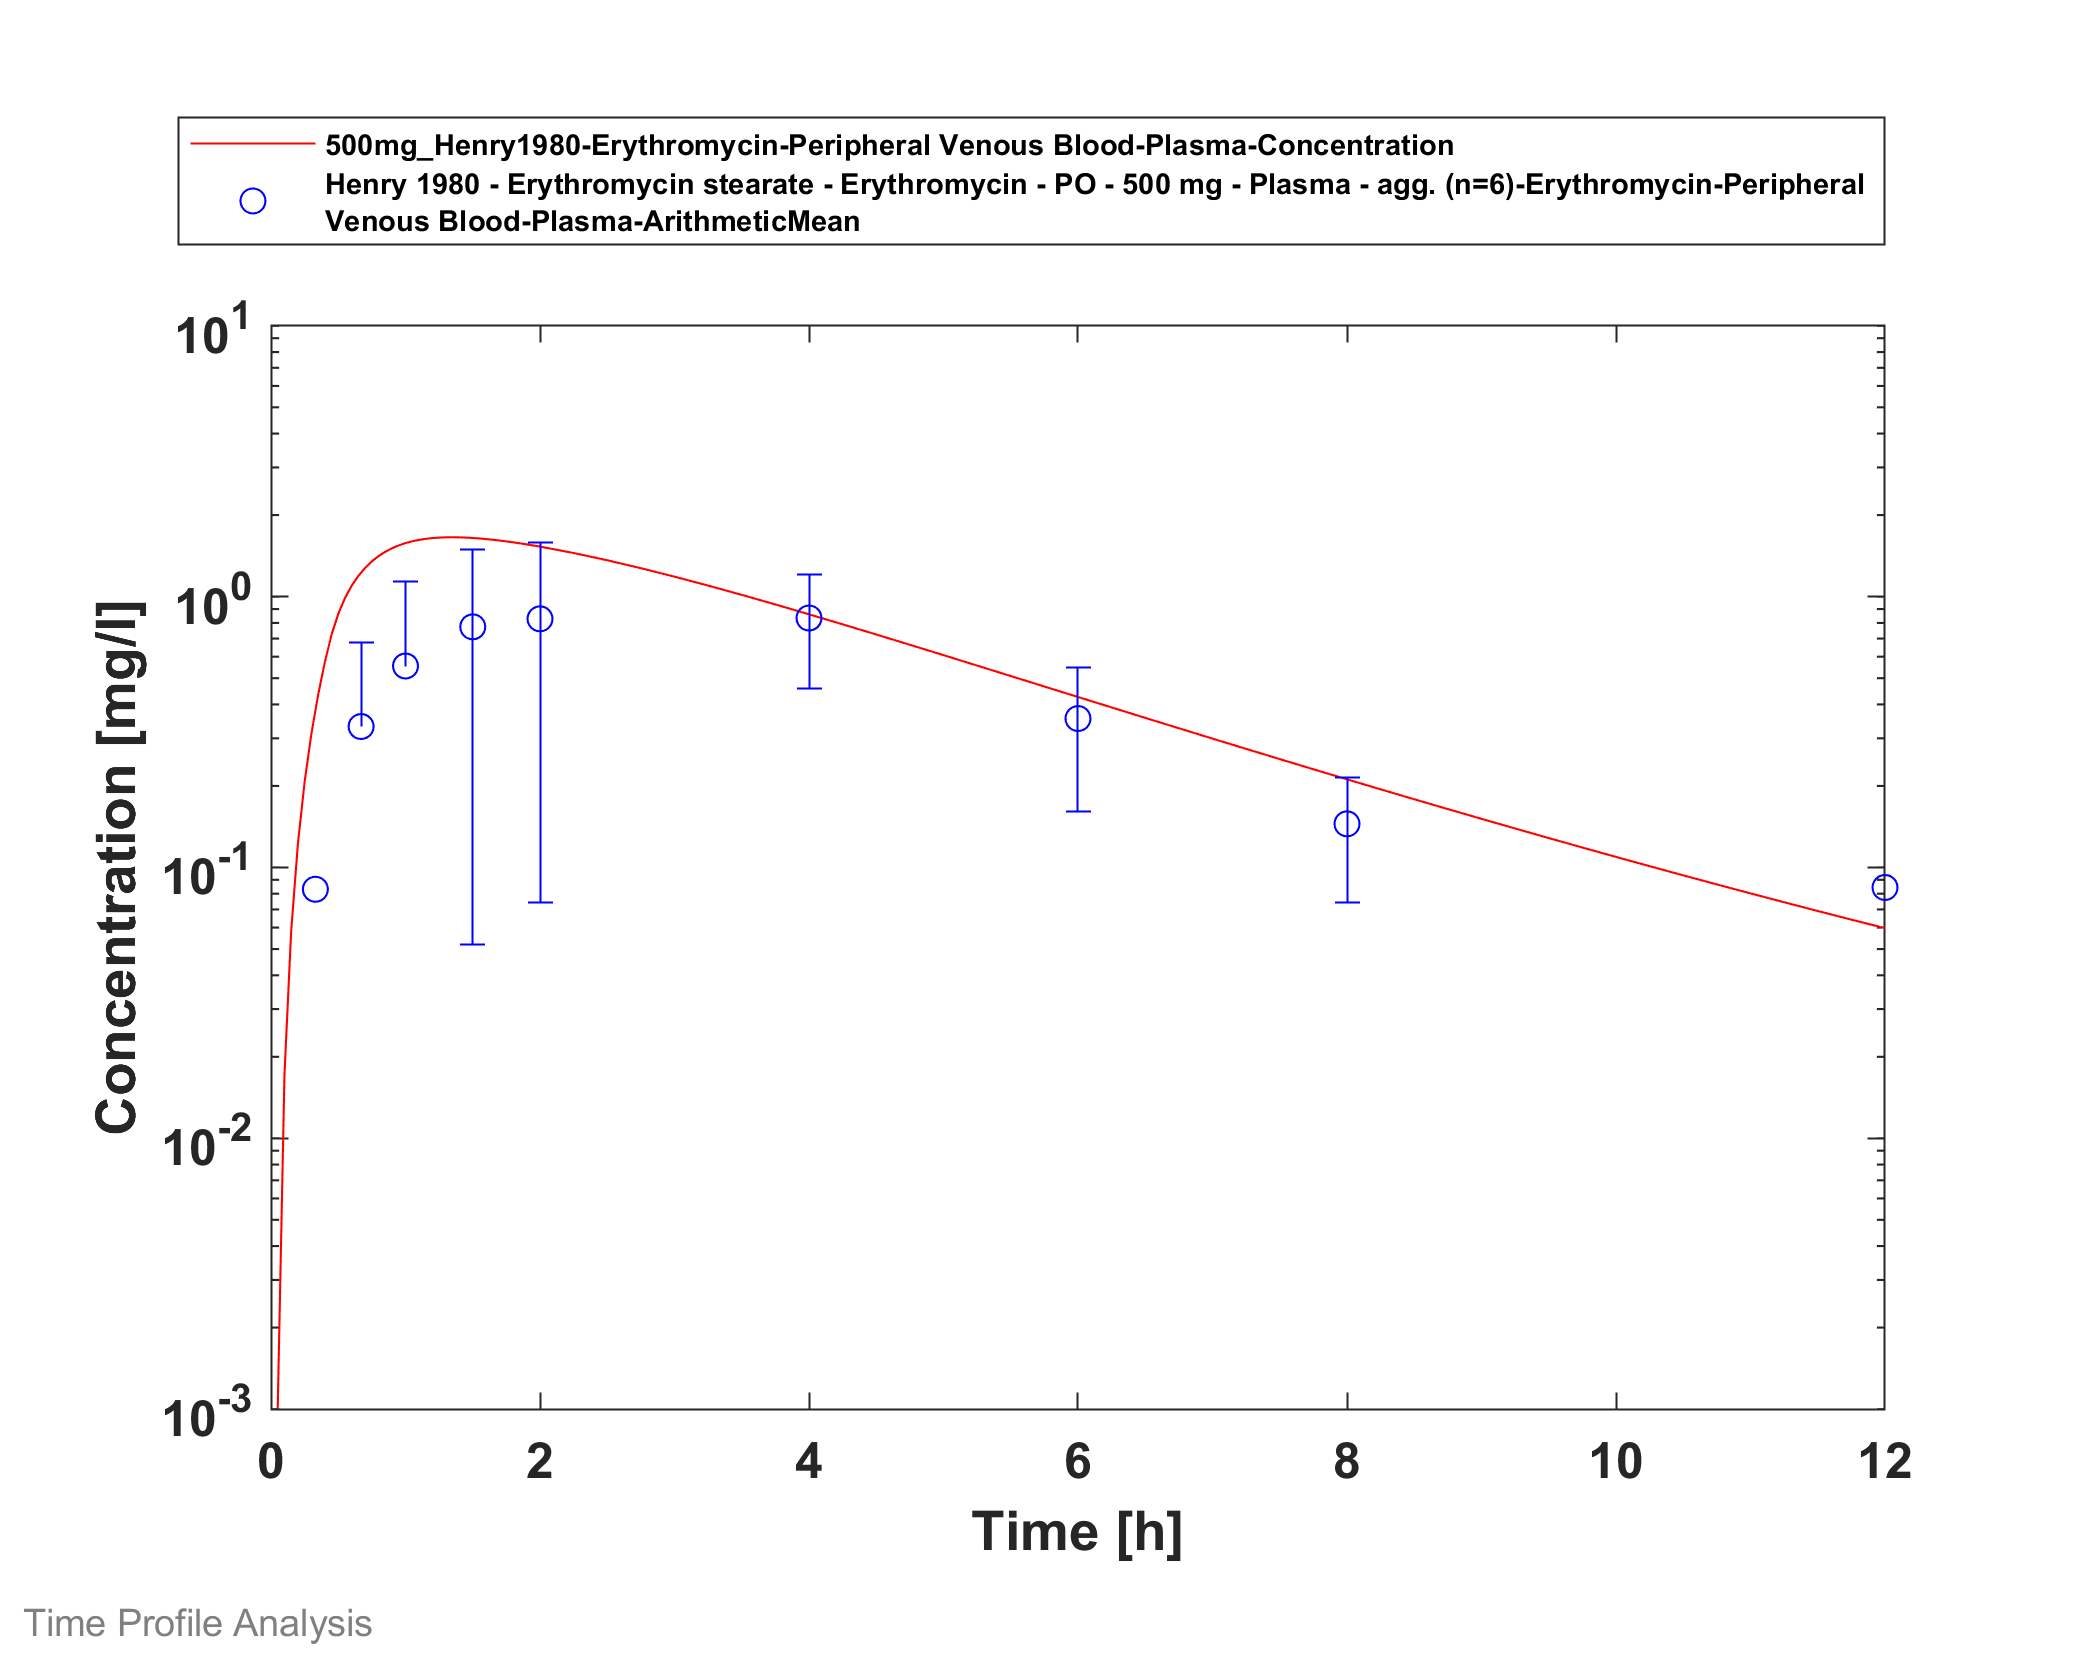 500mg_Henry1980-Erythromycin-Peripheral Venous Blood-Plasma-Concentration
Henry 1980 - Erythromycin stearate - Erythromycin - PO - 500 mg - Plasma - agg. (n=6)-Erythromycin-Peripheral
Venous Blood-Plasma-ArithmeticMean
10^1
10^0
10^-1
10^-2
10^-3
Concentration [mg/l]
0 2 4 6 8 10 12
Time [h]
Time Profile Analysis